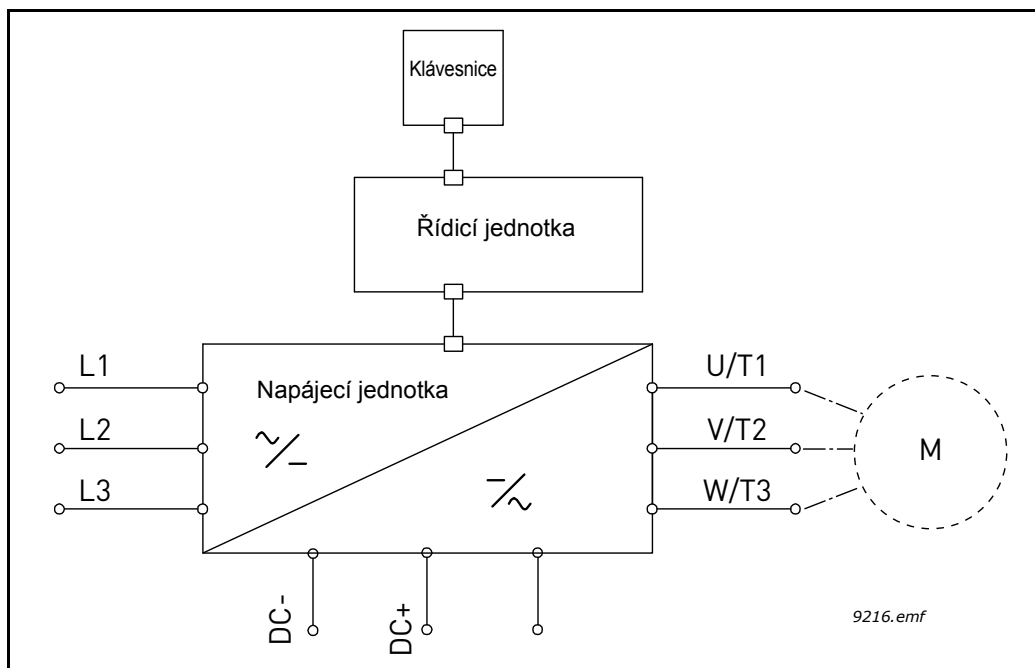 Klávesnice
Řídicí jednotka
Napájecí jednotka
L1
L2
L3
U/T1
V/T2
W/T3
M
DC-
DC+
9216.emf